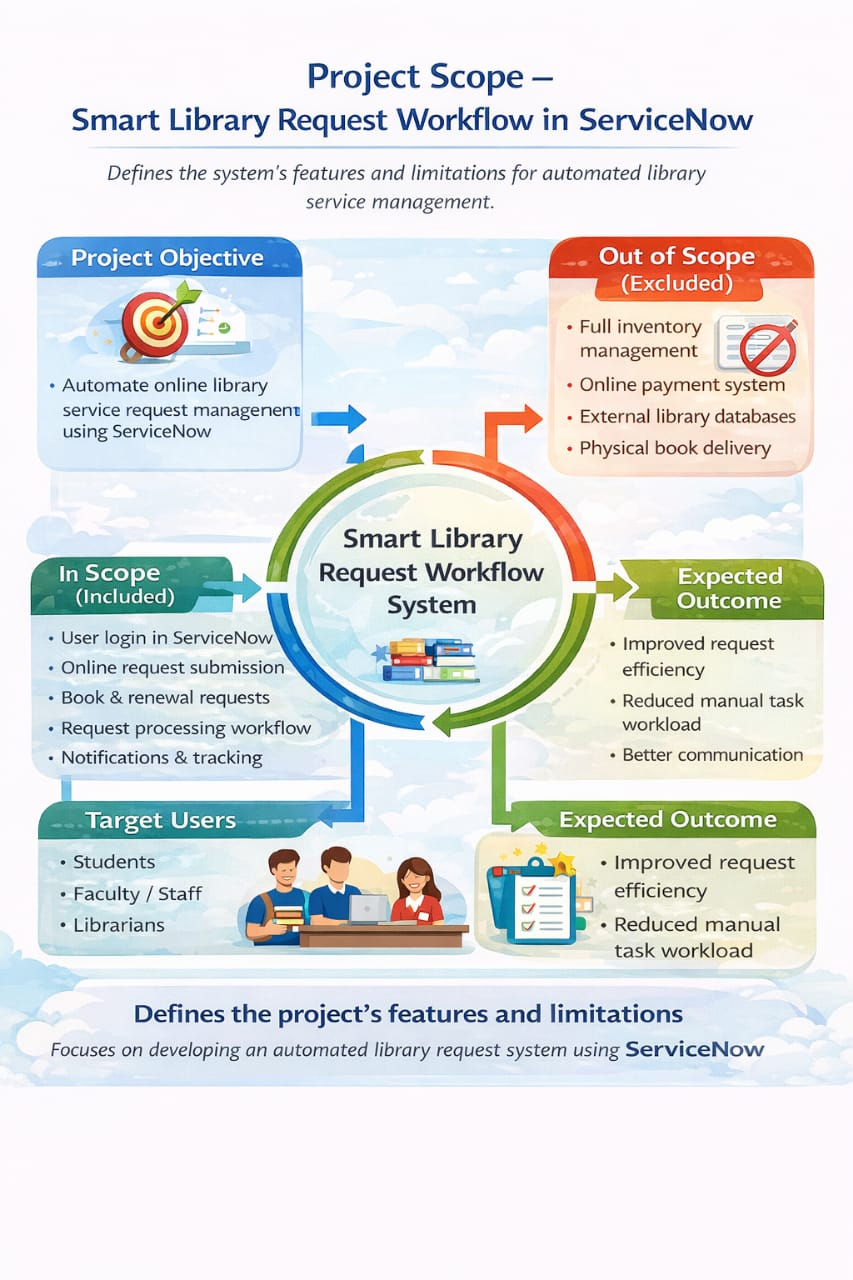 Project Scope –
Smart Library Request Workflow in ServiceNow
Defines the system's features and limitations for automated library
service management.
Project Objective
• Automate online library
service request managenent
using ServiceNow
Out of Scope
(Excluded)
• Full inventory
management
• Online payment system
• External library databases
• Physical book delivery
Smart Library
Request Workflow
System
In Scope
(Included)
• User login in ServiceNow
• Online request submission
• Book & renewal requests
• Request processing workflow
• Notifications & tracking
Expected
Outcome
• Improved request
efficiency
• Reduced manual task
workload
• Better communication
Target Users
• Students
• Faculty / Staff
• Librarians
Expected Outcome
• Improved request
efficiency
• Reduced manual
task workload
Defines the project's features and limitations
Focuses on developing an automated library request system using ServiceNow